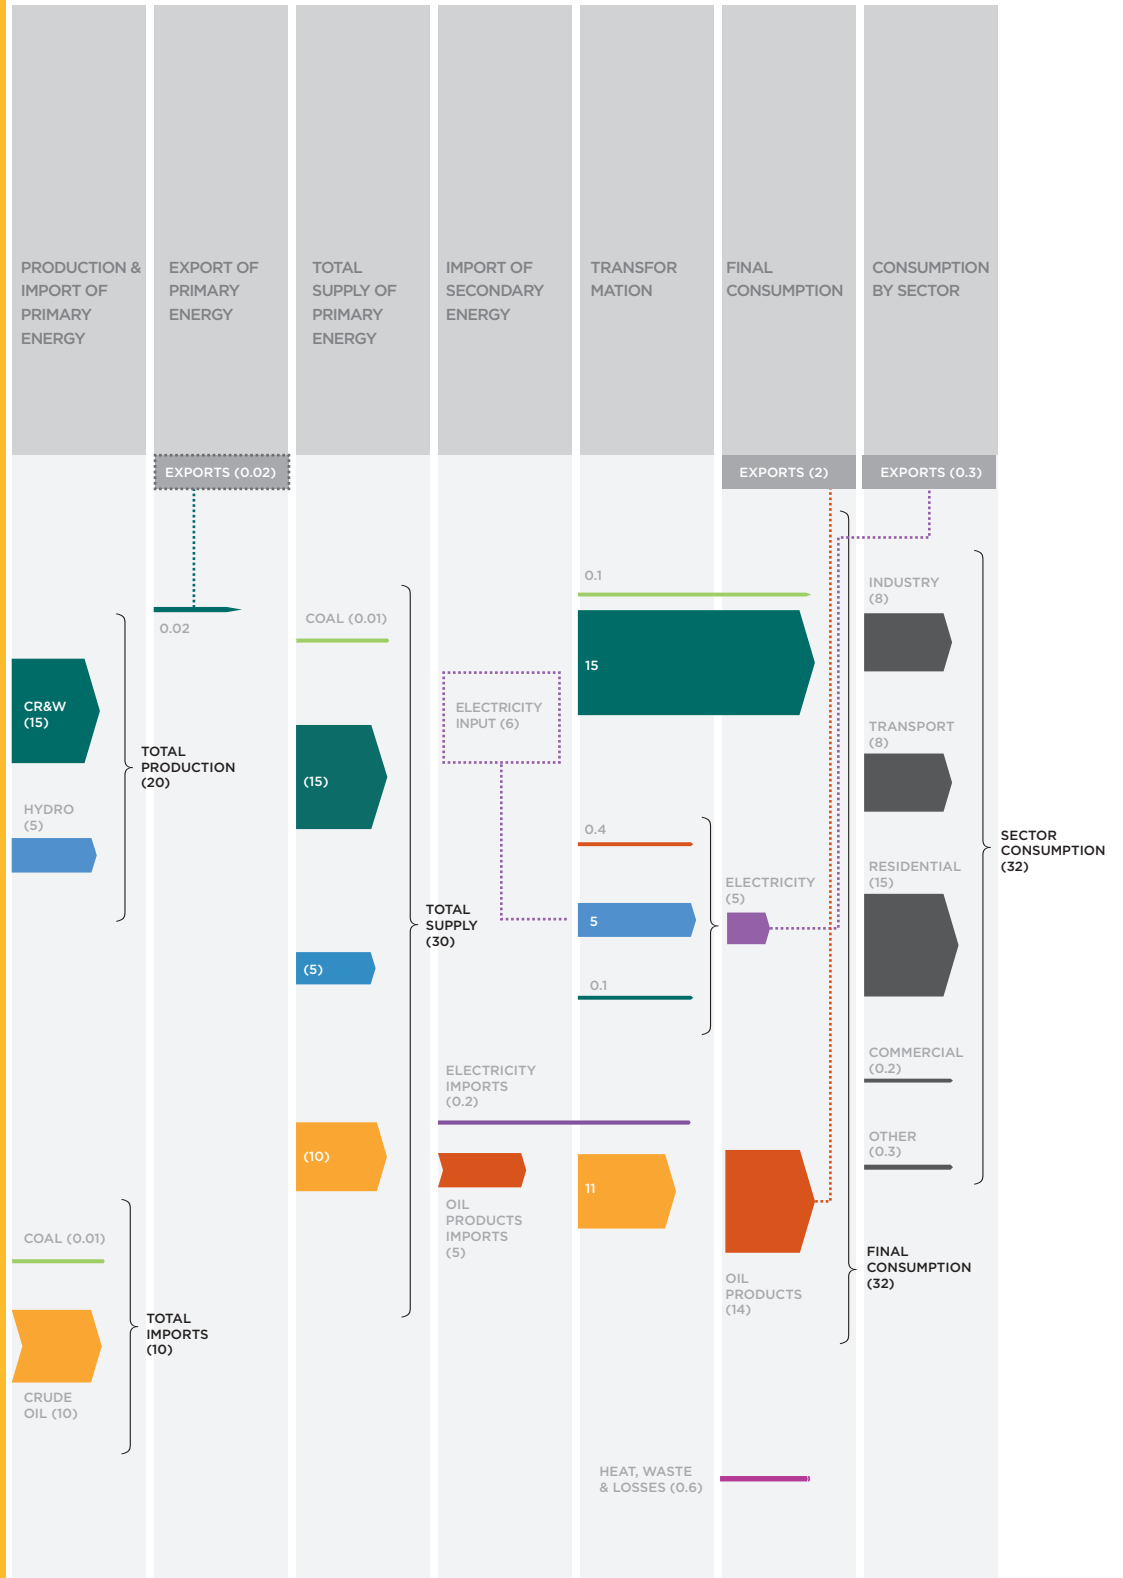 PRODUCTION &
IMPORT OF
PRIMARY
ENERGY
EXPORT OF
PRIMARY
ENERGY
TOTAL
SUPPLY OF
PRIMARY
ENERGY
IMPORT OF
SECONDARY
ENERGY
TRANSFOR
MATION
FINAL
CONSUMPTION
CONSUMPTION
BY SECTOR
EXPORTS (0.02)
EXPORTS (2)
EXPORTS (0.3)
CR&W
(15)
HYDRO
(5)
TOTAL
PRODUCTION
(20)
COAL (0.01)
CRUDE
OIL (10)
TOTAL
IMPORTS
(10)
0.02
COAL (0.01)
(15)
(5)
(10)
TOTAL
SUPPLY
(30)
ELECTRICITY
INPUT (6)
ELECTRICITY
IMPORTS
(0.2)
OIL
PRODUCTS
IMPORTS
(5)
0.1
15
0.4
5
0.1
11
HEAT, WASTE
& LOSSES (0.6)
ELECTRICITY
(5)
OIL
PRODUCTS
(14)
FINAL
CONSUMPTION
(32)
INDUSTRY
(8)
TRANSPORT
(8)
RESIDENTIAL
(15)
COMMERCIAL
(0.2)
OTHER
(0.3)
SECTOR
CONSUMPTION
(32)